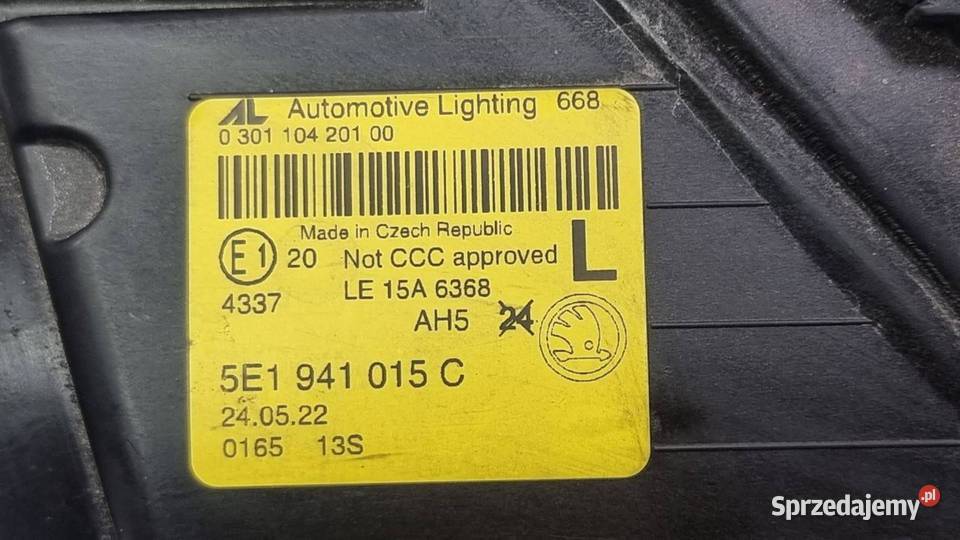 AL Automotive Lighting 668
0 301 104 201 00
Made in Czech Republic
E1 20 Not CCC approved L
4337 LE 15A 6368
AH5 24
5E1 941 015 C
24.05.22
0165 13S
Sprzedajemy.pl